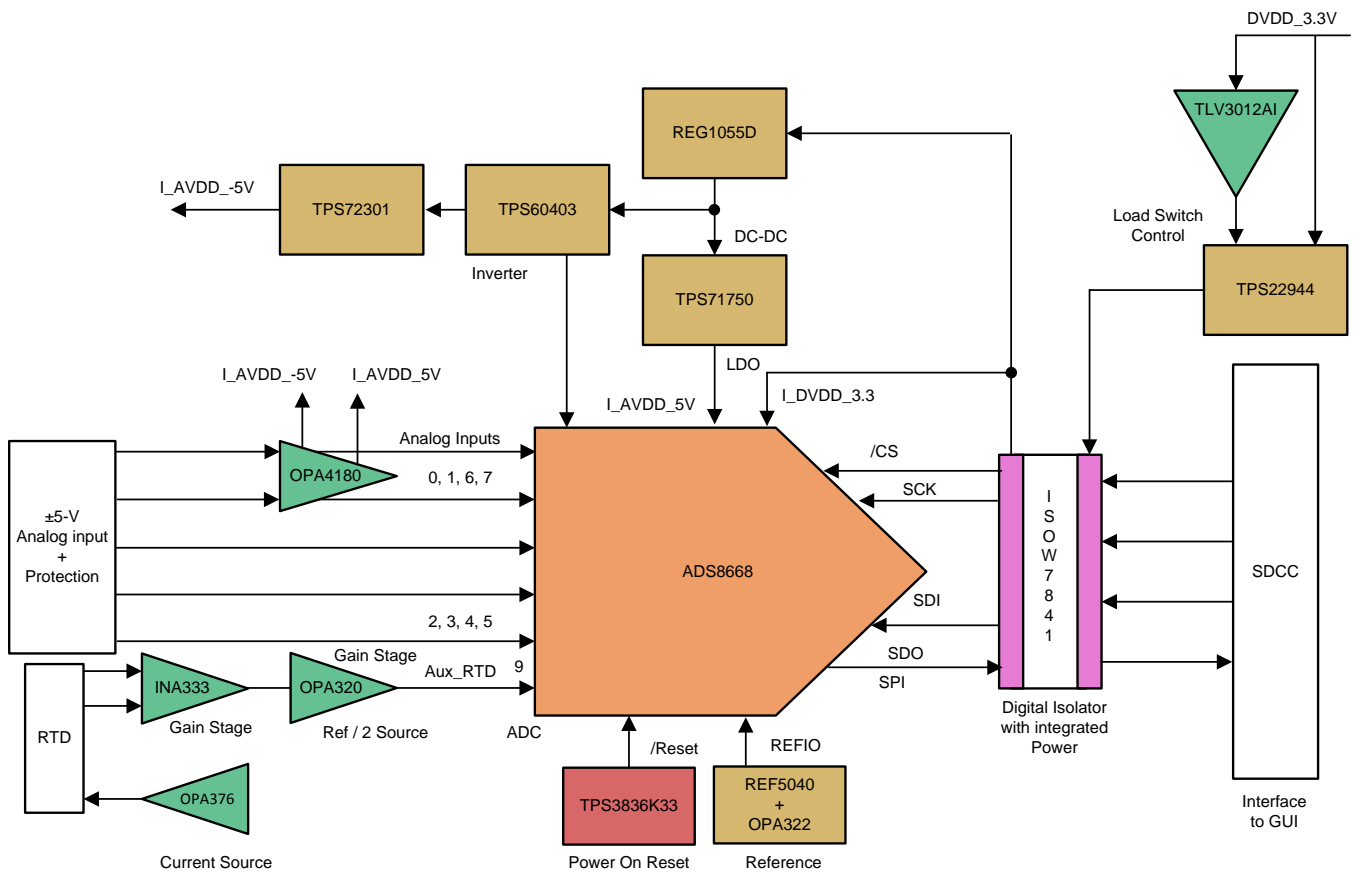 DVDD_3.3V
TLV3012AI
REG1055D
I_AVDD_-5V
TPS72301
TPS60403
DC-DC
Inverter
Load Switch
Control
TPS22944
TPS71750
LDO
I_AVDD_-5V
I_AVDD_5V
I_AVDD_5V
I_DVDD_3.3
Analog Inputs
OPA4180
0, 1, 6, 7
/CS
SCK
±5-V
Analog input
+
Protection
ADS8668
I
S
O
W
7
8
4
1
SDCC
SDI
2, 3, 4, 5
Gain Stage
SDO
SPI
Aux_RTD
9
INA333
OPA320
RTD
Gain Stage
Ref / 2 Source
ADC
/Reset
REFIO
Digital Isolator
with integrated
Power
OPA376
TPS3836K33
REF5040
+
OPA322
Interface
to GUI
Current Source
Power On Reset
Reference